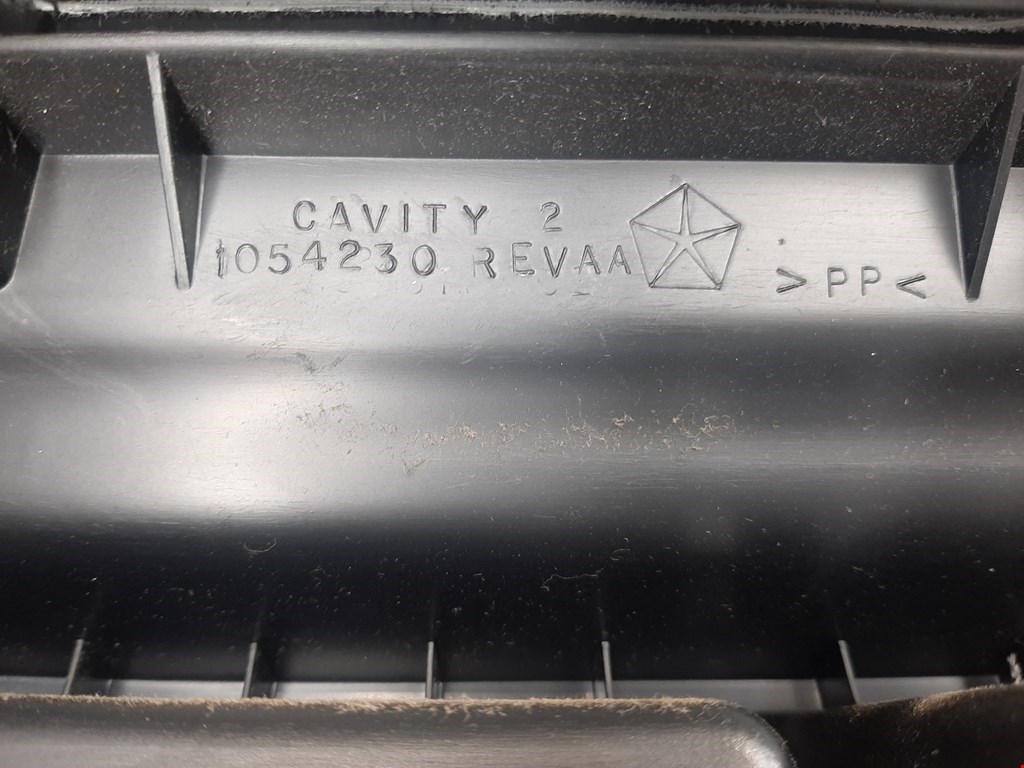 CAVITY 2
1054230 REVAA
>PP<